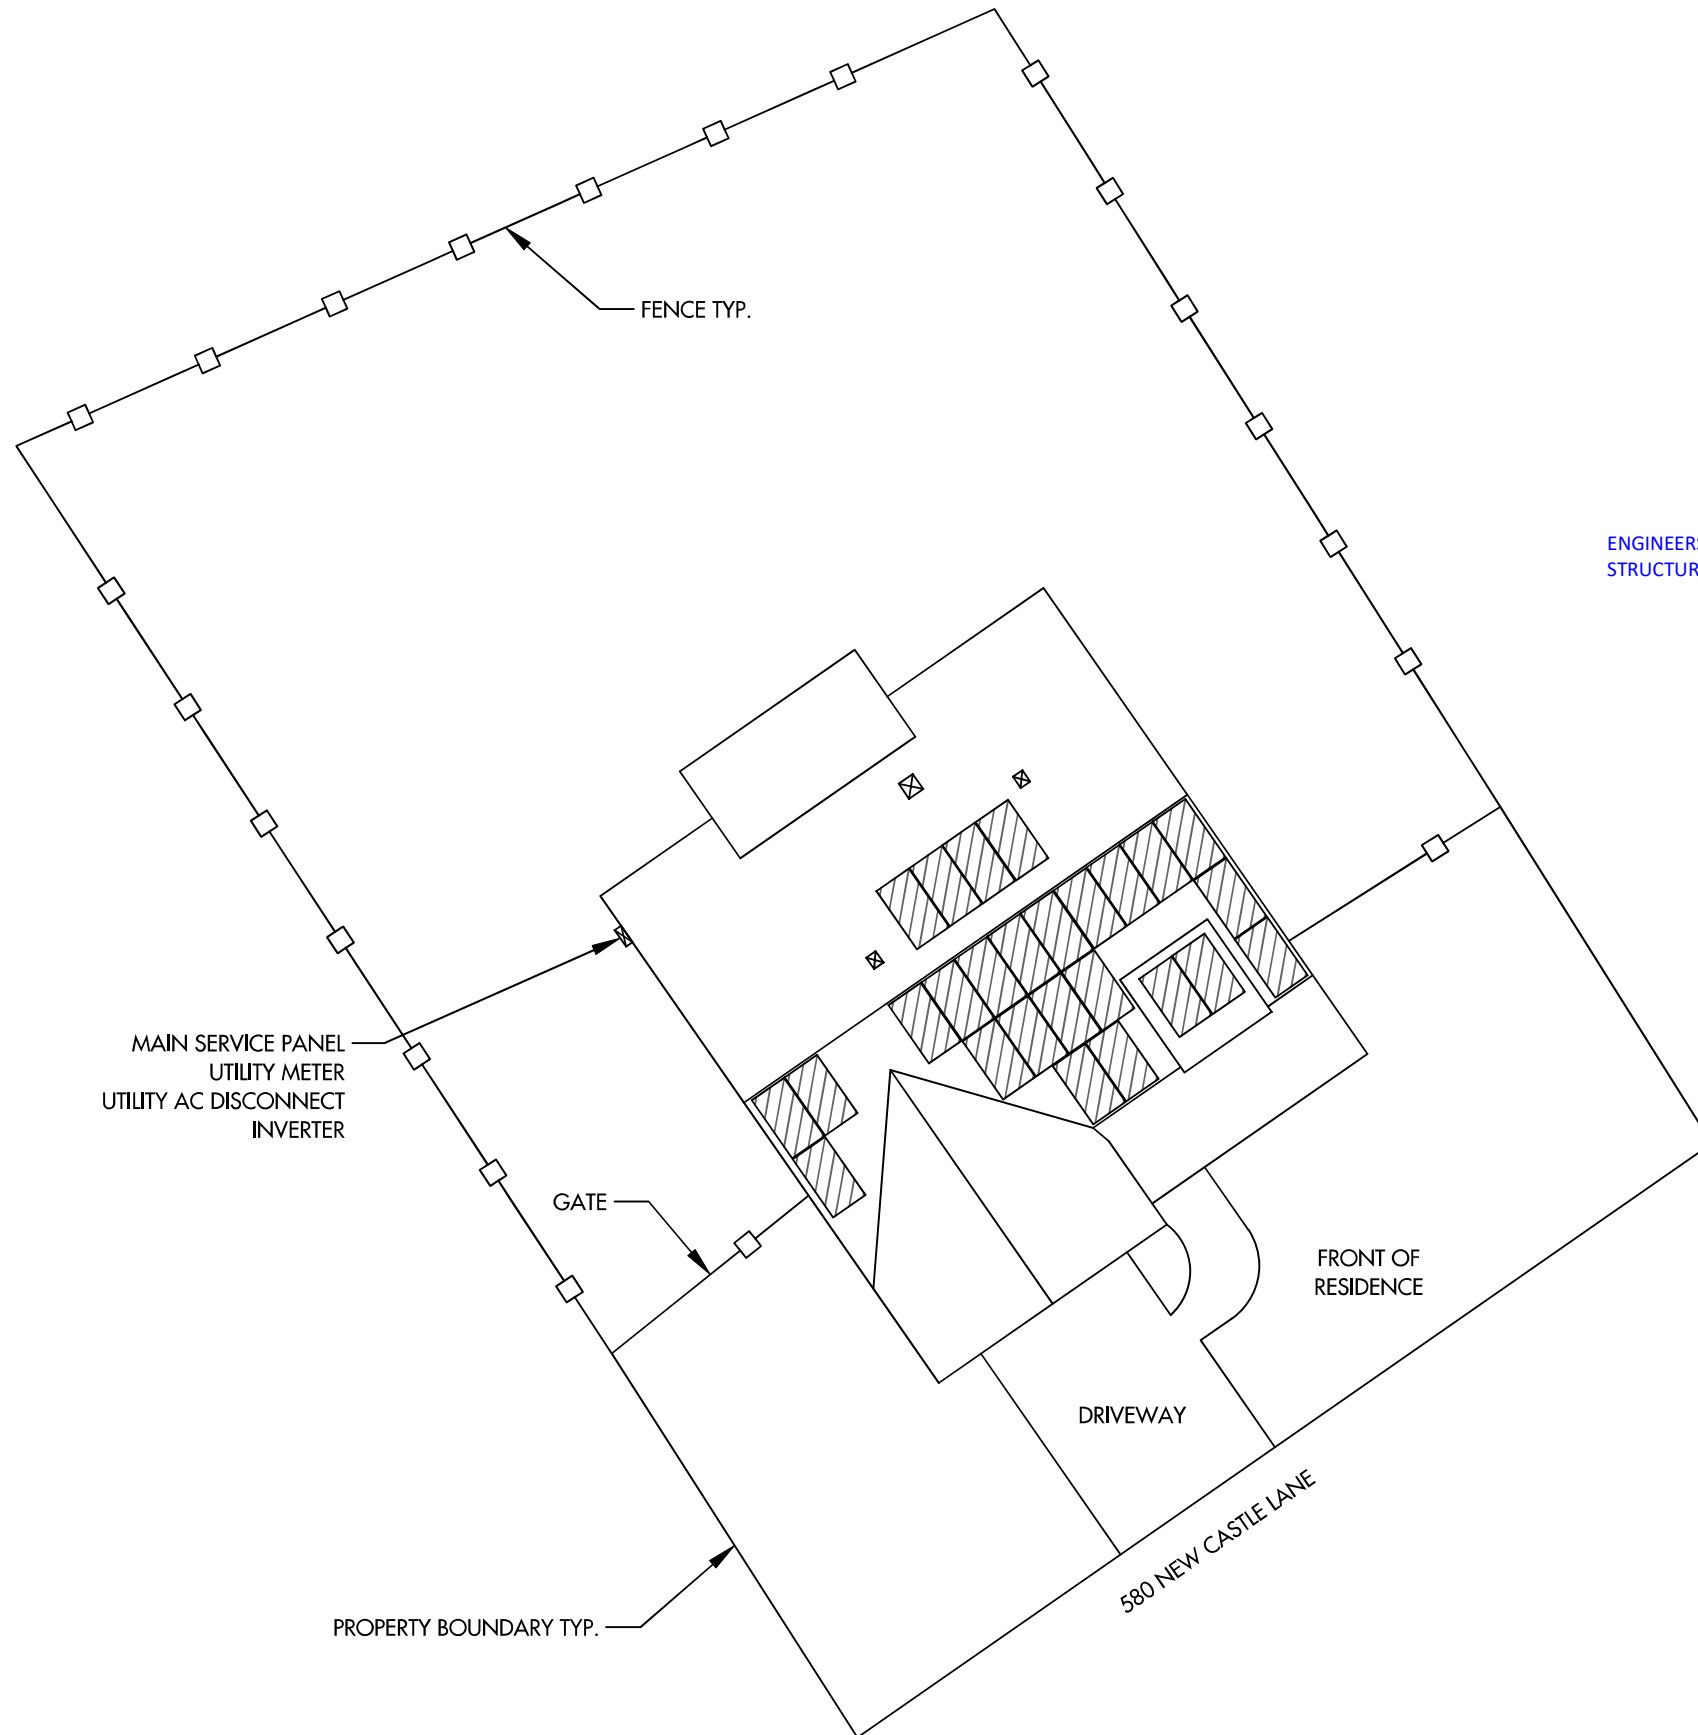 FENCE TYP.
ENGINEERS
STRUCTUR
MAIN SERVICE PANEL
UTILITY METER
UTILITY AC DISCONNECT
INVERTER
GATE
FRONT OF
RESIDENCE
DRIVEWAY
580 NEW CASTLE LANE
PROPERTY BOUNDARY TYP.